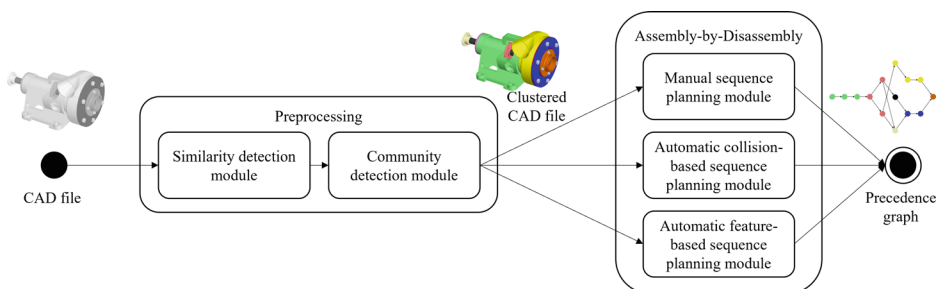 CAD file
Preprocessing
Similarity detection
module
Community
detection module
Clustered
CAD file
Assembly-by-Disassembly
Manual sequence
planning module
Automatic collision-
based sequence
planning module
Automatic feature-
based sequence
planning module
Precedence
graph